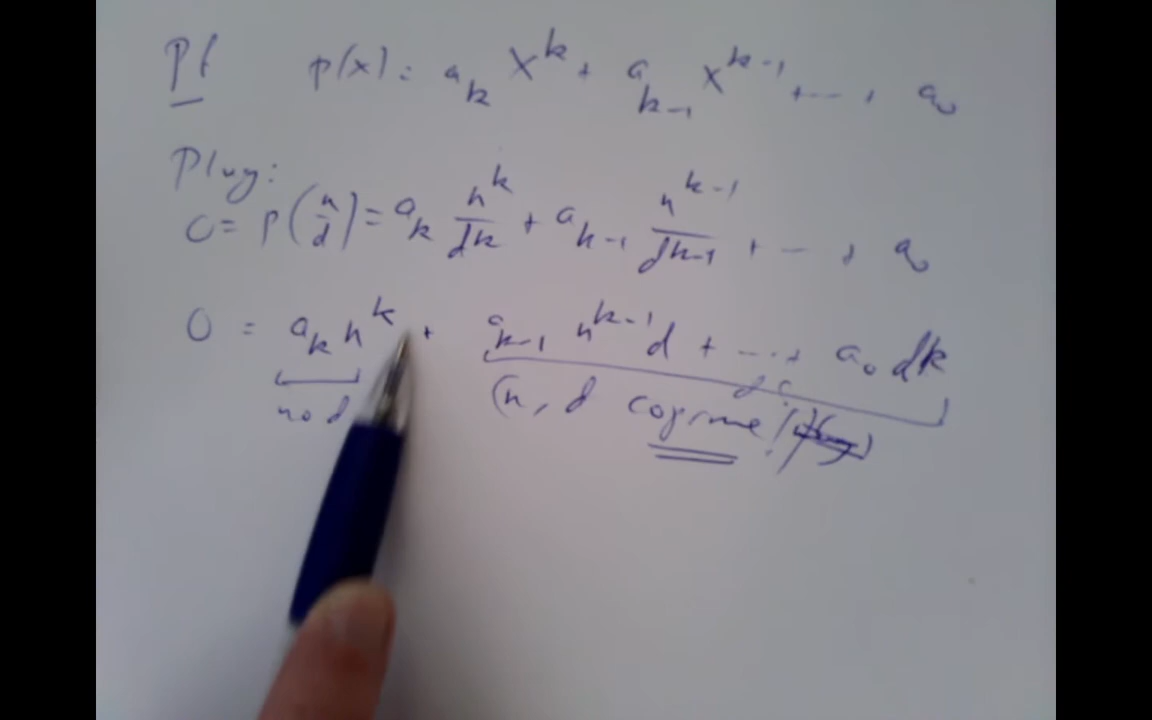 Pf p(x) = a_k x^k + a_{k-1} x^{k-1} + ... + a_0
Plug:
0 = p(n/d) = a_k n^k/d^k + a_{k-1} n^{k-1}/d^{k-1} + ... + a_0
0 = a_k n^k + a_{k-1} n^{k-1} d + ... + a_0 d^k
no d (n, d coprime!